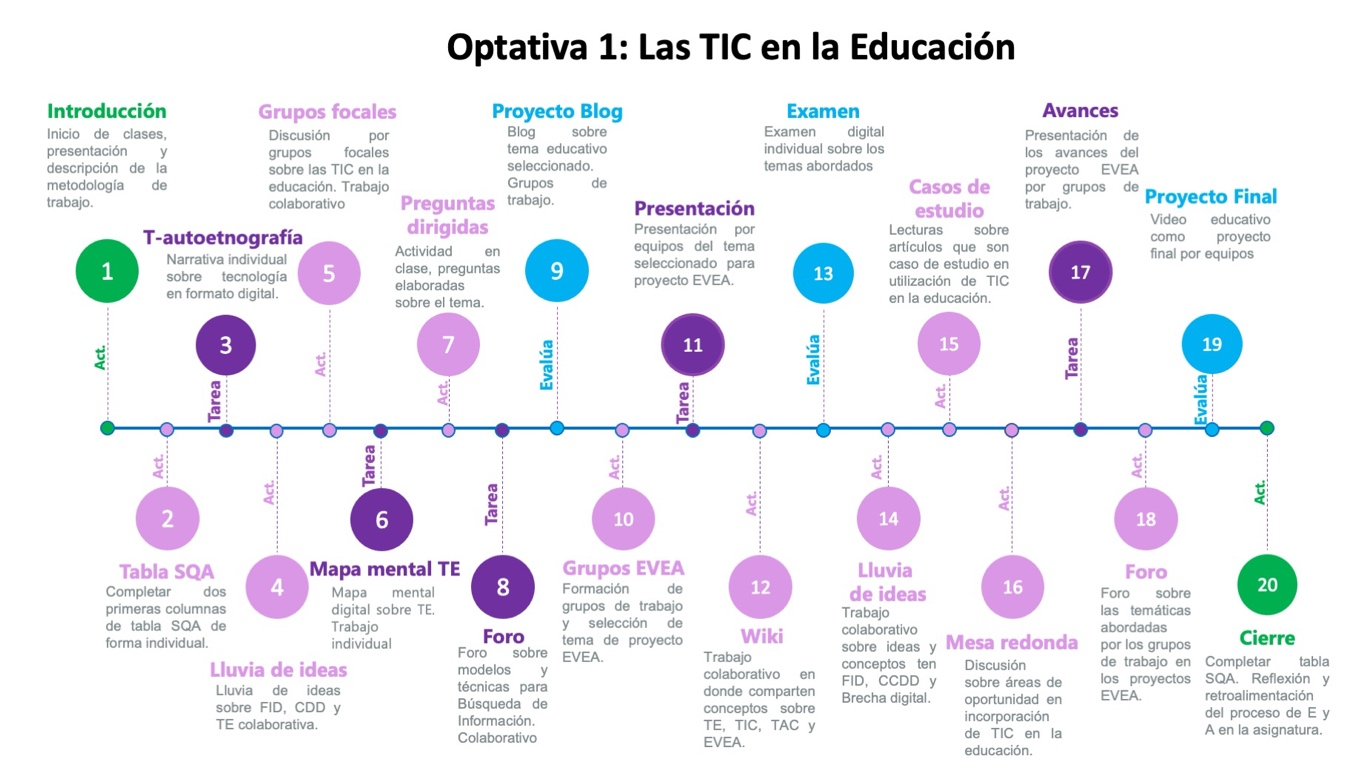 Optativa 1: Las TIC en la Educación
Introducción
Inicio de clases,
presentación y
descripción de la
metodología de
trabajo.
1
Act.
Tabla SQA
Completar dos
primeras columnas
de tabla SQA de
forma individual.
2
Act.
T-autoetnografía
Narrativa individual
sobre tecnología
en formato digital.
3
Tarea
Act.
4
Lluvia de ideas
Lluvia de ideas
sobre FID, CDD y
TE colaborativa.
Grupos focales
Discusión por
grupos focales
sobre las TIC en la
educación. Trabajo
colaborativo
5
Act.
Tarea
6
Mapa mental TE
Mapa mental
digital sobre TE.
Trabajo
individual
Preguntas
dirigidas
Actividad en
clase, preguntas
elaboradas
sobre el tema.
7
Act.
Tarea
8
Foro
Foro sobre
modelos y
técnicas para
Búsqueda de
Información.
Colaborativo
Proyecto Blog
Blog sobre
tema educativo
seleccionado.
Grupos de
trabajo.
9
Evalúa
Act.
10
Grupos EVEA
Formación de
grupos de trabajo
y selección de
tema de proyecto
EVEA.
Presentación
Presentación por
equipos del tema
seleccionado para
proyecto EVEA.
11
Tarea
Act.
12
Wiki
Trabajo
colaborativo en
donde comparten
conceptos sobre
TE, TIC, TAC y
EVEA.
Examen
Examen digital
individual sobre los
temas abordados
13
Evalúa
Act.
14
Lluvia
de ideas
Trabajo
colaborativo
sobre ideas y
conceptos ten
FID, CCDD y
Brecha digital.
Casos de
estudio
Lecturas sobre
artículos que son
caso de estudio en
utilización de TIC
en la educación.
15
Act.
Act.
16
Mesa redonda
Discusión
sobre áreas de
oportunidad en
incorporación
de TIC en la
educación.
Avances
Presentación de
los avances del
proyecto EVEA
por grupos de
trabajo.
17
Tarea
Act.
18
Foro
Foro sobre
las temáticas
abordadas
por los grupos
de trabajo en
los proyectos
EVEA.
Proyecto Final
Video educativo
como proyecto
final por equipos
19
Evalúa
Act.
20
Cierre
Completar tabla
SQA. Reflexión y
retroalimentación
del proceso de E y
A en la asignatura.